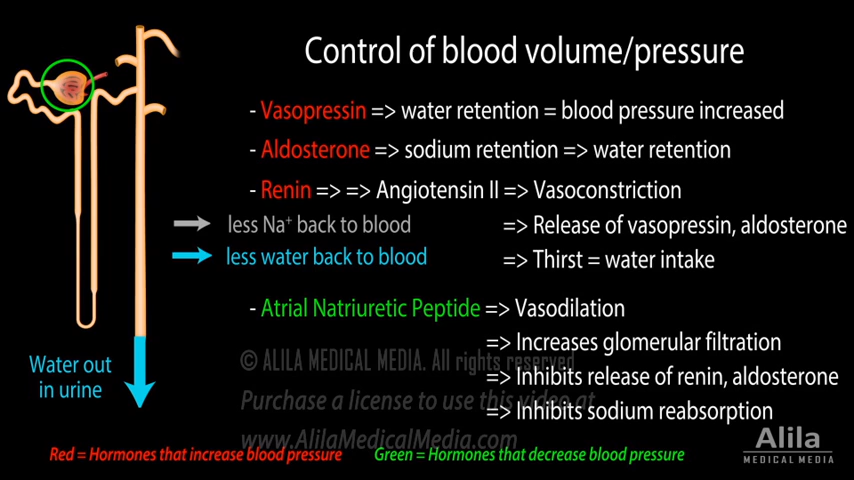 Control of blood volume/pressure
- Vasopressin => water retention = blood pressure increased
- Aldosterone => sodium retention => water retention
- Renin => => Angiotensin II => Vasoconstriction
less Na⁺ back to blood
=> Release of vasopressin, aldosterone
less water back to blood
=> Thirst = water intake
- Atrial Natriuretic Peptide => Vasodilation
=> Increases glomerular filtration
=> Inhibits release of renin, aldosterone
=> Inhibits sodium reabsorption
Water out
in urine
© ALILA MEDICAL MEDIA. All rights reserved
Purchase a license to use this video at
www.AlilaMedicalMedia.com
Red = Hormones that increase blood pressure
Green = Hormones that decrease blood pressure
Alila
MEDICAL MEDIA